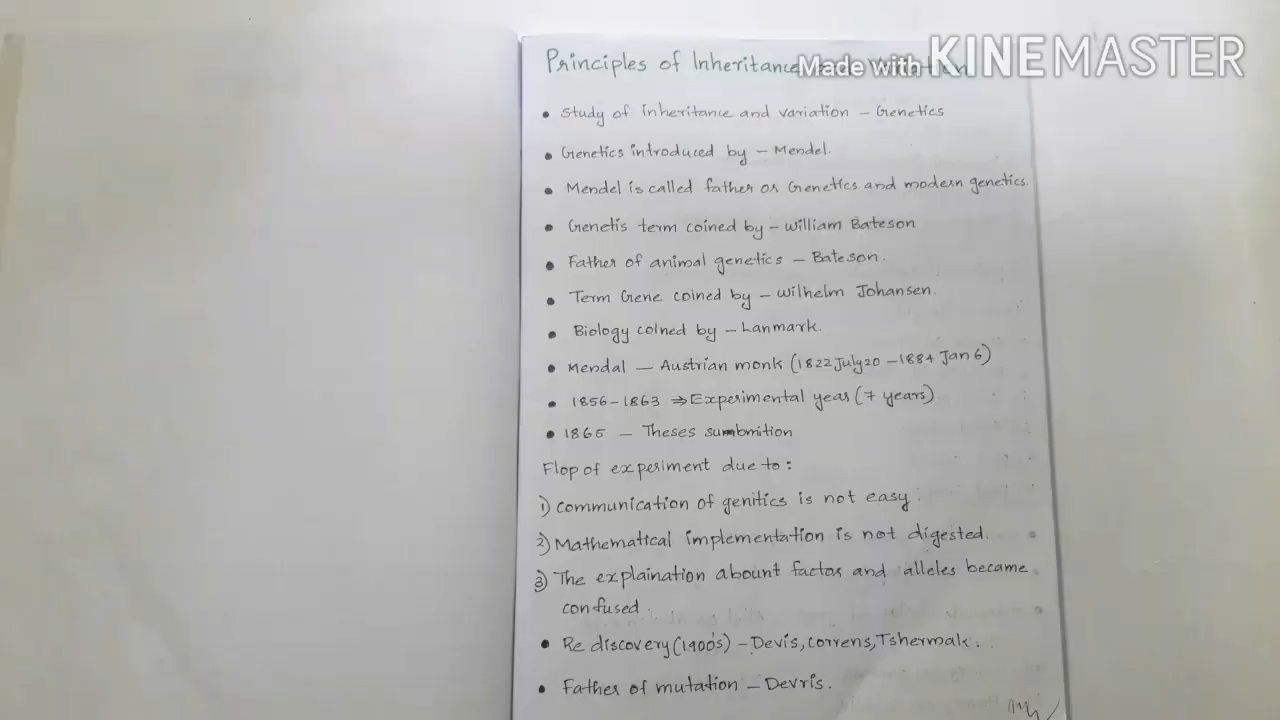 Principles of Inheritance and Variation
Made with KINEMASTER
• Study of inheritance and variation – Genetics
• Genetics introduced by – Mendel.
• Mendel is called father of Genetics and modern genetics.
• Genetis term coined by – William Bateson
• Father of animal genetics – Bateson.
• Term Gene coined by – Wilhelm Johansen.
• Biology coined by – Lanmark.
• Mendal – Austrian monk (1822 July 20 – 1884 Jan 6)
• 1856–1863 ⇒ Experimental year (7 years)
• 1865 – Theses sumbmition
Flop of experiment due to :
1) Communication of genitics is not easy.
2) Mathematical implementation is not digested.
3) The explaination abount factor and alleles became
confused.
• Re discovery (1900's) – Devis, Correns, Tshermak.
• Father of mutation – Devris.